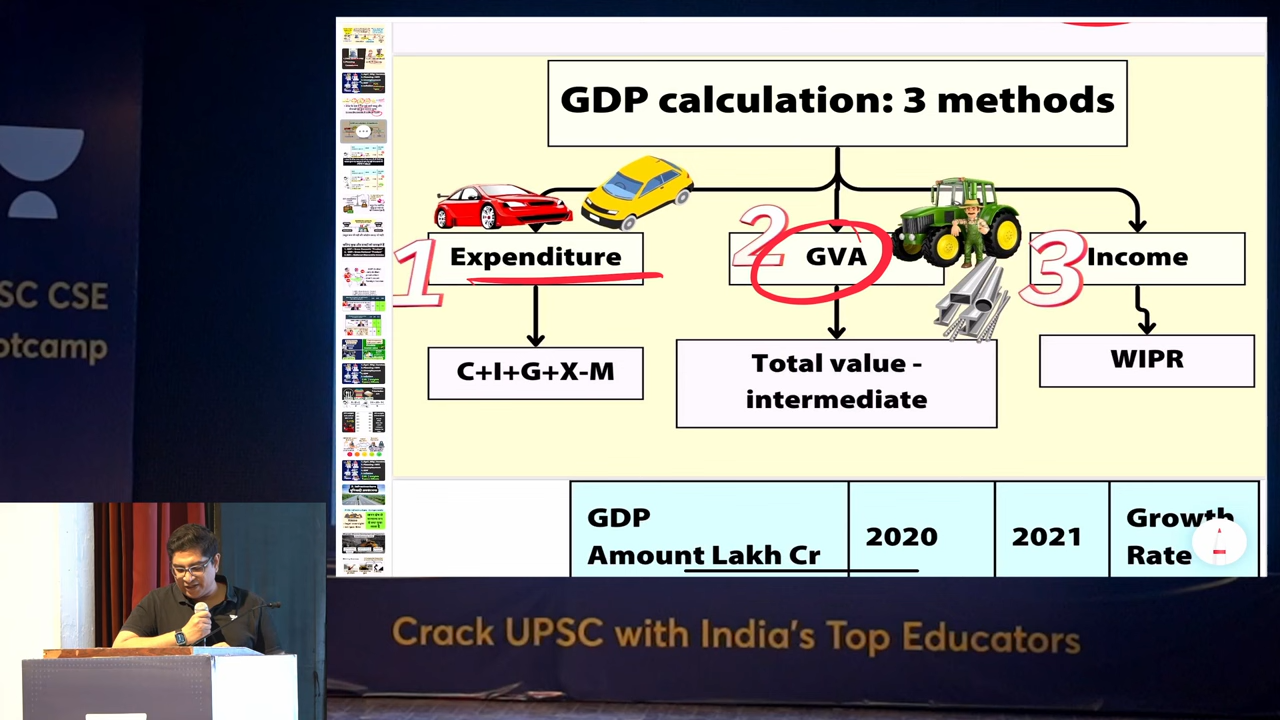 GDP calculation: 3 methods
1
Expenditure
2
GVA
3
Income
C+I+G+X-M
Total value -
intermediate
WIPR
GDP
Amount Lakh Cr
2020
2021
Growth
Rate
SC CSE
otcamp
Crack UPSC with India's Top Educators